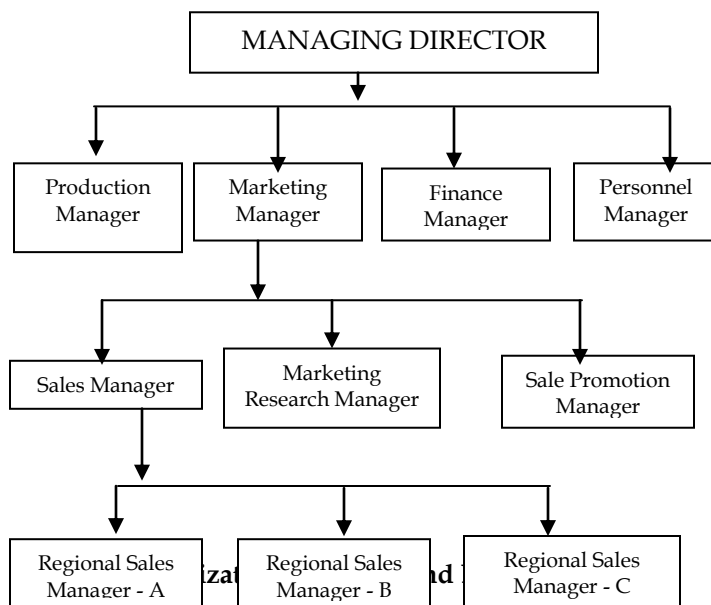 MANAGING DIRECTOR
Production
Manager
Marketing
Manager
Finance
Manager
Personnel
Manager
Sales Manager
Marketing
Research Manager
Sale Promotion
Manager
Regional Sales
Manager - A
Regional Sales
Manager - B
Regional Sales
Manager - C